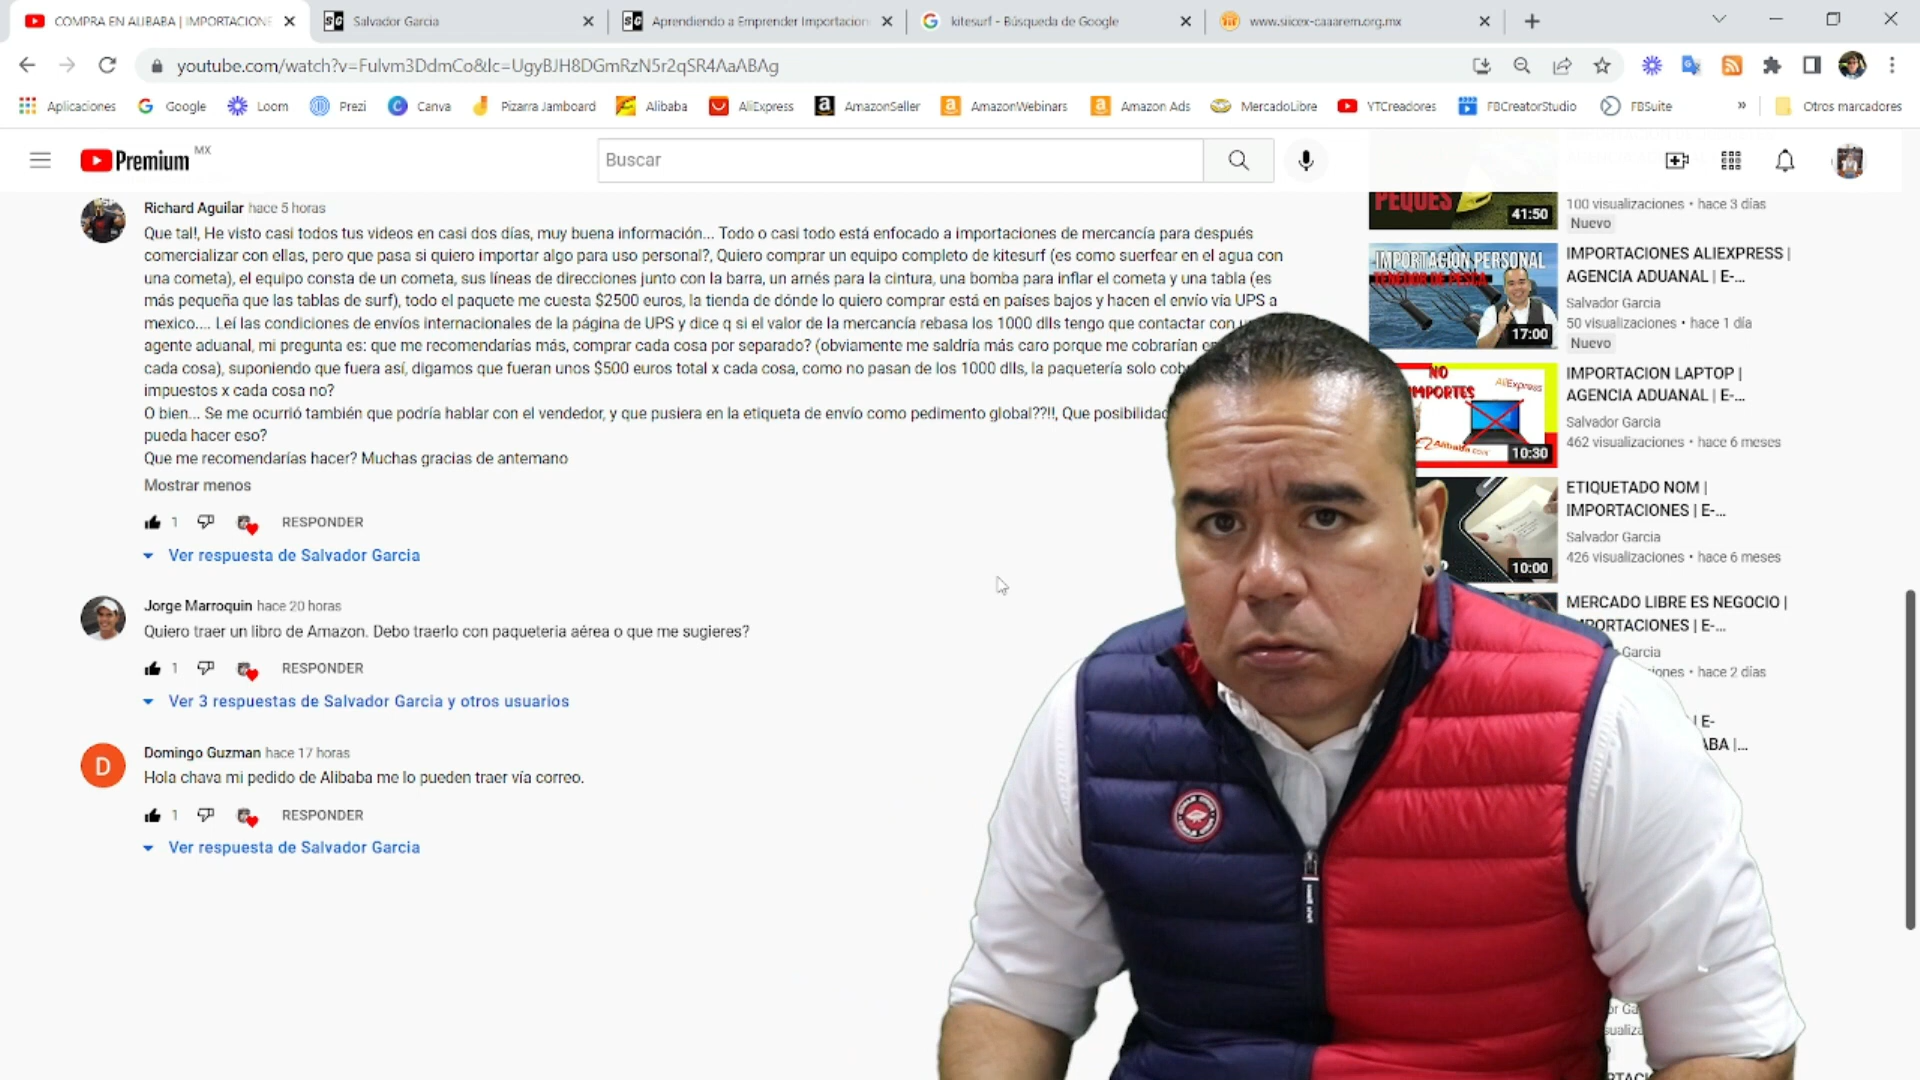 COMPRA EN ALIBABA | IMPORTACIONE
Salvador Garcia
Aprendiendo a Emprender Importacion
kitesurf - Búsqueda de Google
www.siicex-caaarem.org.mx
youtube.com/watch?v=Fulvm3DdmCo&lc=UgyBJH8DGmRzN5r2qSR4AaABAg
Aplicaciones
Google
Loom
Prezi
Canva
Pizarra Jamboard
Alibaba
AliExpress
AmazonSeller
AmazonWebinars
Amazon Ads
MercadoLibre
YTCreadores
FBCreatorStudio
FBSuite
»
Otros marcadores
Premium MX
Buscar
Richard Aguilar hace 5 horas
Que tal!, He visto casi todos tus videos en casi dos días, muy buena información... Todo o casi todo está enfocado a importaciones de mercancía para después
comercializar con ellas, pero que pasa si quiero importar algo para uso personal?, Quiero comprar un equipo completo de kitesurf (es como suerfear en el agua con
una cometa), el equipo consta de un cometa, sus líneas de direcciones junto con la barra, un arnés para la cintura, una bomba para inflar el cometa y una tabla (es
más pequeña que las tablas de surf), todo el paquete me cuesta $2500 euros, la tienda de dónde lo quiero comprar está en países bajos y hacen el envío vía UPS a
mexico.... Leí las condiciones de envíos internacionales de la página de UPS y dice q si el valor de la mercancía rebasa los 1000 dlls tengo que contactar con
agente aduanal, mi pregunta es: que me recomendarías más, comprar cada cosa por separado? (obviamente me saldría más caro porque me cobrarían
cada cosa), suponiendo que fuera así, digamos que fueran unos $500 euros total x cada cosa, como no pasan de los 1000 dlls, la paquetería solo
impuestos x cada cosa no?
O bien... Se me ocurrió también que podría hablar con el vendedor, y que pusiera en la etiqueta de envío como pedimento global??!!, Que
pueda hacer eso?
Que me recomendarías hacer? Muchas gracias de antemano
Mostrar menos
1 RESPONDER
Ver respuesta de Salvador Garcia
Jorge Marroquin hace 20 horas
Quiero traer un libro de Amazon. Debo traerlo con paqueteria aérea o que me sugieres?
1 RESPONDER
Ver 3 respuestas de Salvador Garcia y otros usuarios
D
Domingo Guzman hace 17 horas
Hola chava mi pedido de Alibaba me lo pueden traer vía correo.
1 RESPONDER
Ver respuesta de Salvador Garcia
PEQUES
41:50
100 visualizaciones • hace 3 días
Nuevo
IMPORTACIÓN PERSONAL
TENEDOR DE PESCA
17:00
IMPORTACIONES ALIEXPRESS |
AGENCIA ADUANAL | E-...
Salvador Garcia
50 visualizaciones • hace 1 día
Nuevo
NO
IMPORTES
AliExpress
Alibaba.com
10:30
IMPORTACION LAPTOP |
AGENCIA ADUANAL | E-...
Salvador Garcia
462 visualizaciones • hace 6 meses
10:00
ETIQUETADO NOM |
IMPORTACIONES | E-...
Salvador Garcia
426 visualizaciones • hace 6 meses
MERCADO LIBRE ES NEGOCIO |
IMPORTACIONES | E-...
Garcia
iones • hace 2 días
| E-
ABA |...